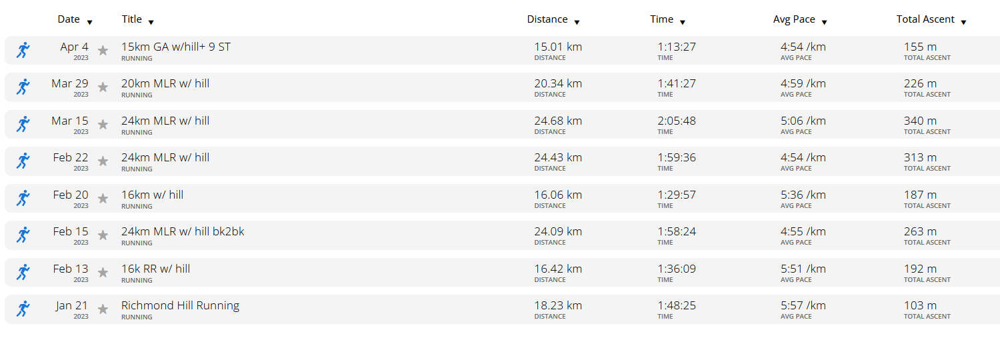 Date Title Distance Time Avg Pace Total Ascent
Apr 4 15km GA w/hill+ 9 ST 15.01 km 1:13:27 4:54 /km 155 m
2023 RUNNING DISTANCE TIME AVG PACE TOTAL ASCENT
Mar 29 20km MLR w/ hill 20.34 km 1:41:27 4:59 /km 226 m
2023 RUNNING DISTANCE TIME AVG PACE TOTAL ASCENT
Mar 15 24km MLR w/ hill 24.68 km 2:05:48 5:06 /km 340 m
2023 RUNNING DISTANCE TIME AVG PACE TOTAL ASCENT
Feb 22 24km MLR w/ hill 24.43 km 1:59:36 4:54 /km 313 m
2023 RUNNING DISTANCE TIME AVG PACE TOTAL ASCENT
Feb 20 16km w/ hill 16.06 km 1:29:57 5:36 /km 187 m
2023 RUNNING DISTANCE TIME AVG PACE TOTAL ASCENT
Feb 15 24km MLR w/ hill bk2bk 24.09 km 1:58:24 4:55 /km 263 m
2023 RUNNING DISTANCE TIME AVG PACE TOTAL ASCENT
Feb 13 16k RR w/ hill 16.42 km 1:36:09 5:51 /km 192 m
2023 RUNNING DISTANCE TIME AVG PACE TOTAL ASCENT
Jan 21 Richmond Hill Running 18.23 km 1:48:25 5:57 /km 103 m
2023 RUNNING DISTANCE TIME AVG PACE TOTAL ASCENT